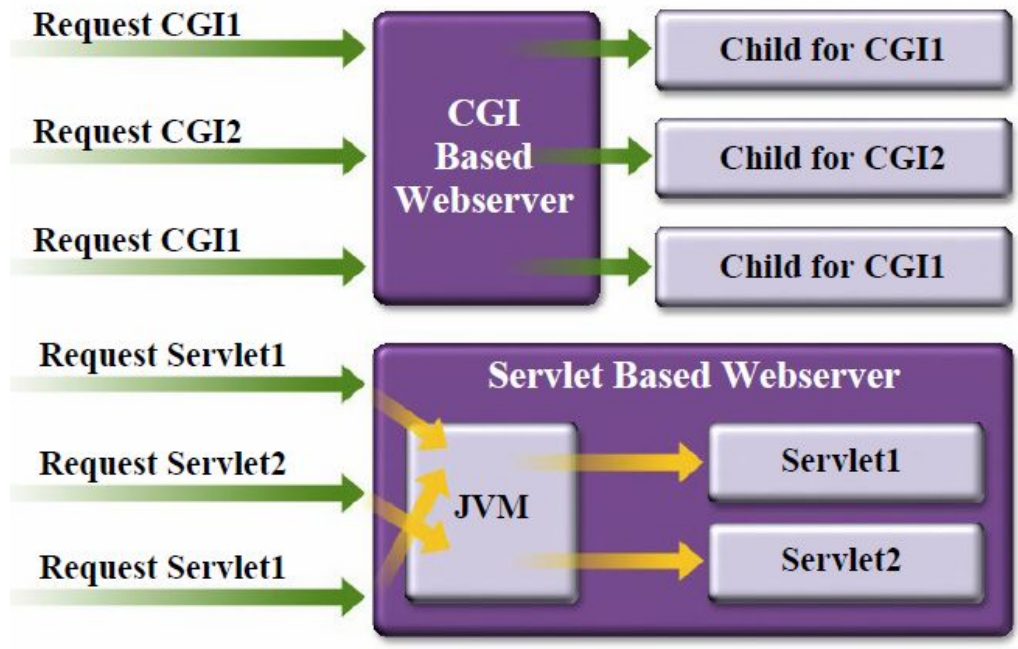 Request CGI1
Request CGI2
Request CGI1
CGI
Based
Webserver
Child for CGI1
Child for CGI2
Child for CGI1
Request Servlet1
Request Servlet2
Request Servlet1
Servlet Based Webserver
JVM
Servlet1
Servlet2